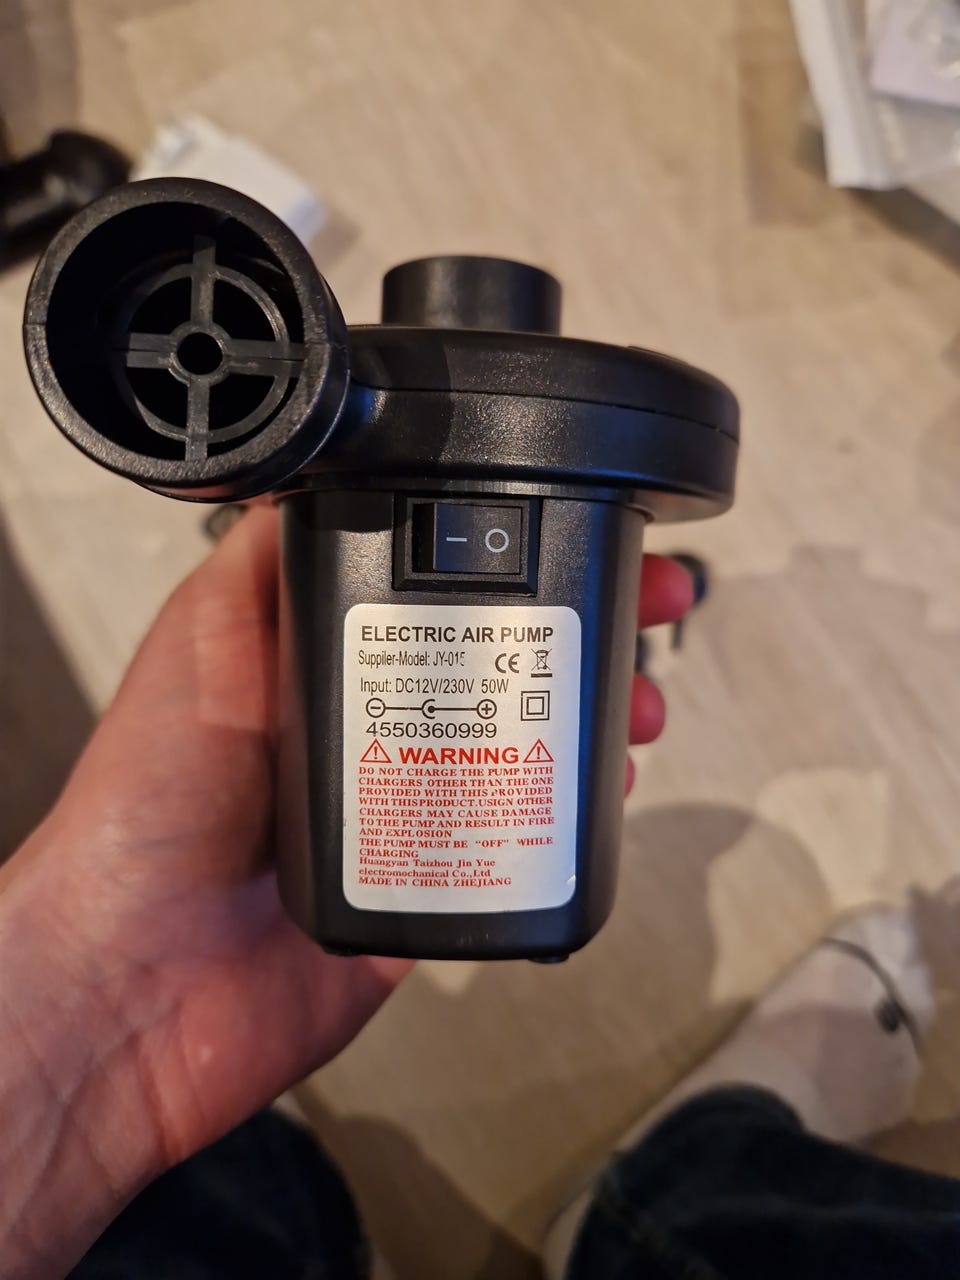 — O
ELECTRIC AIR PUMP
Suppiler-Model: JY-015 CE
Input: DC12V/230V 50W
4550360999
WARNING
DO NOT CHARGE THE PUMP WITH
CHARGERS OTHER THAN THE ONE
PROVIDED WITH THIS PROVIDED
WITH THIS PRODUCT.USIGN OTHER
CHARGERS MAY CAUSE DAMAGE
TO THE PUMP AND RESULT IN FIRE
AND EXPLOSION
THE PUMP MUST BE "OFF" WHILE
CHARGING
Huangyan Taizhou Jin Yue
electromochanical Co.,Ltd
MADE IN CHINA ZHEJIANG